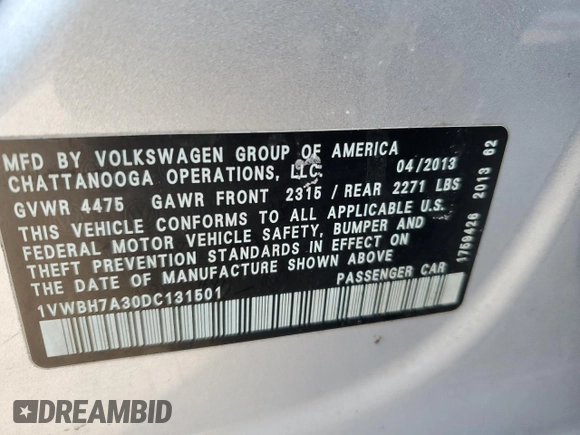 MFD BY VOLKSWAGEN GROUP OF AMERICA
CHATTANOOGA OPERATIONS, LLC 04/2013
GVWR 4475 GAWR FRONT 2315 / REAR 2271 LBS
THIS VEHICLE CONFORMS TO ALL APPLICABLE U.S.
FEDERAL MOTOR VEHICLE SAFETY, BUMPER AND
THEFT PREVENTION STANDARDS IN EFFECT ON
THE DATE OF MANUFACTURE SHOWN ABOVE
1VWBH7A30DC131501 PASSENGER CAR
1759426 2013 62
DREAMBID